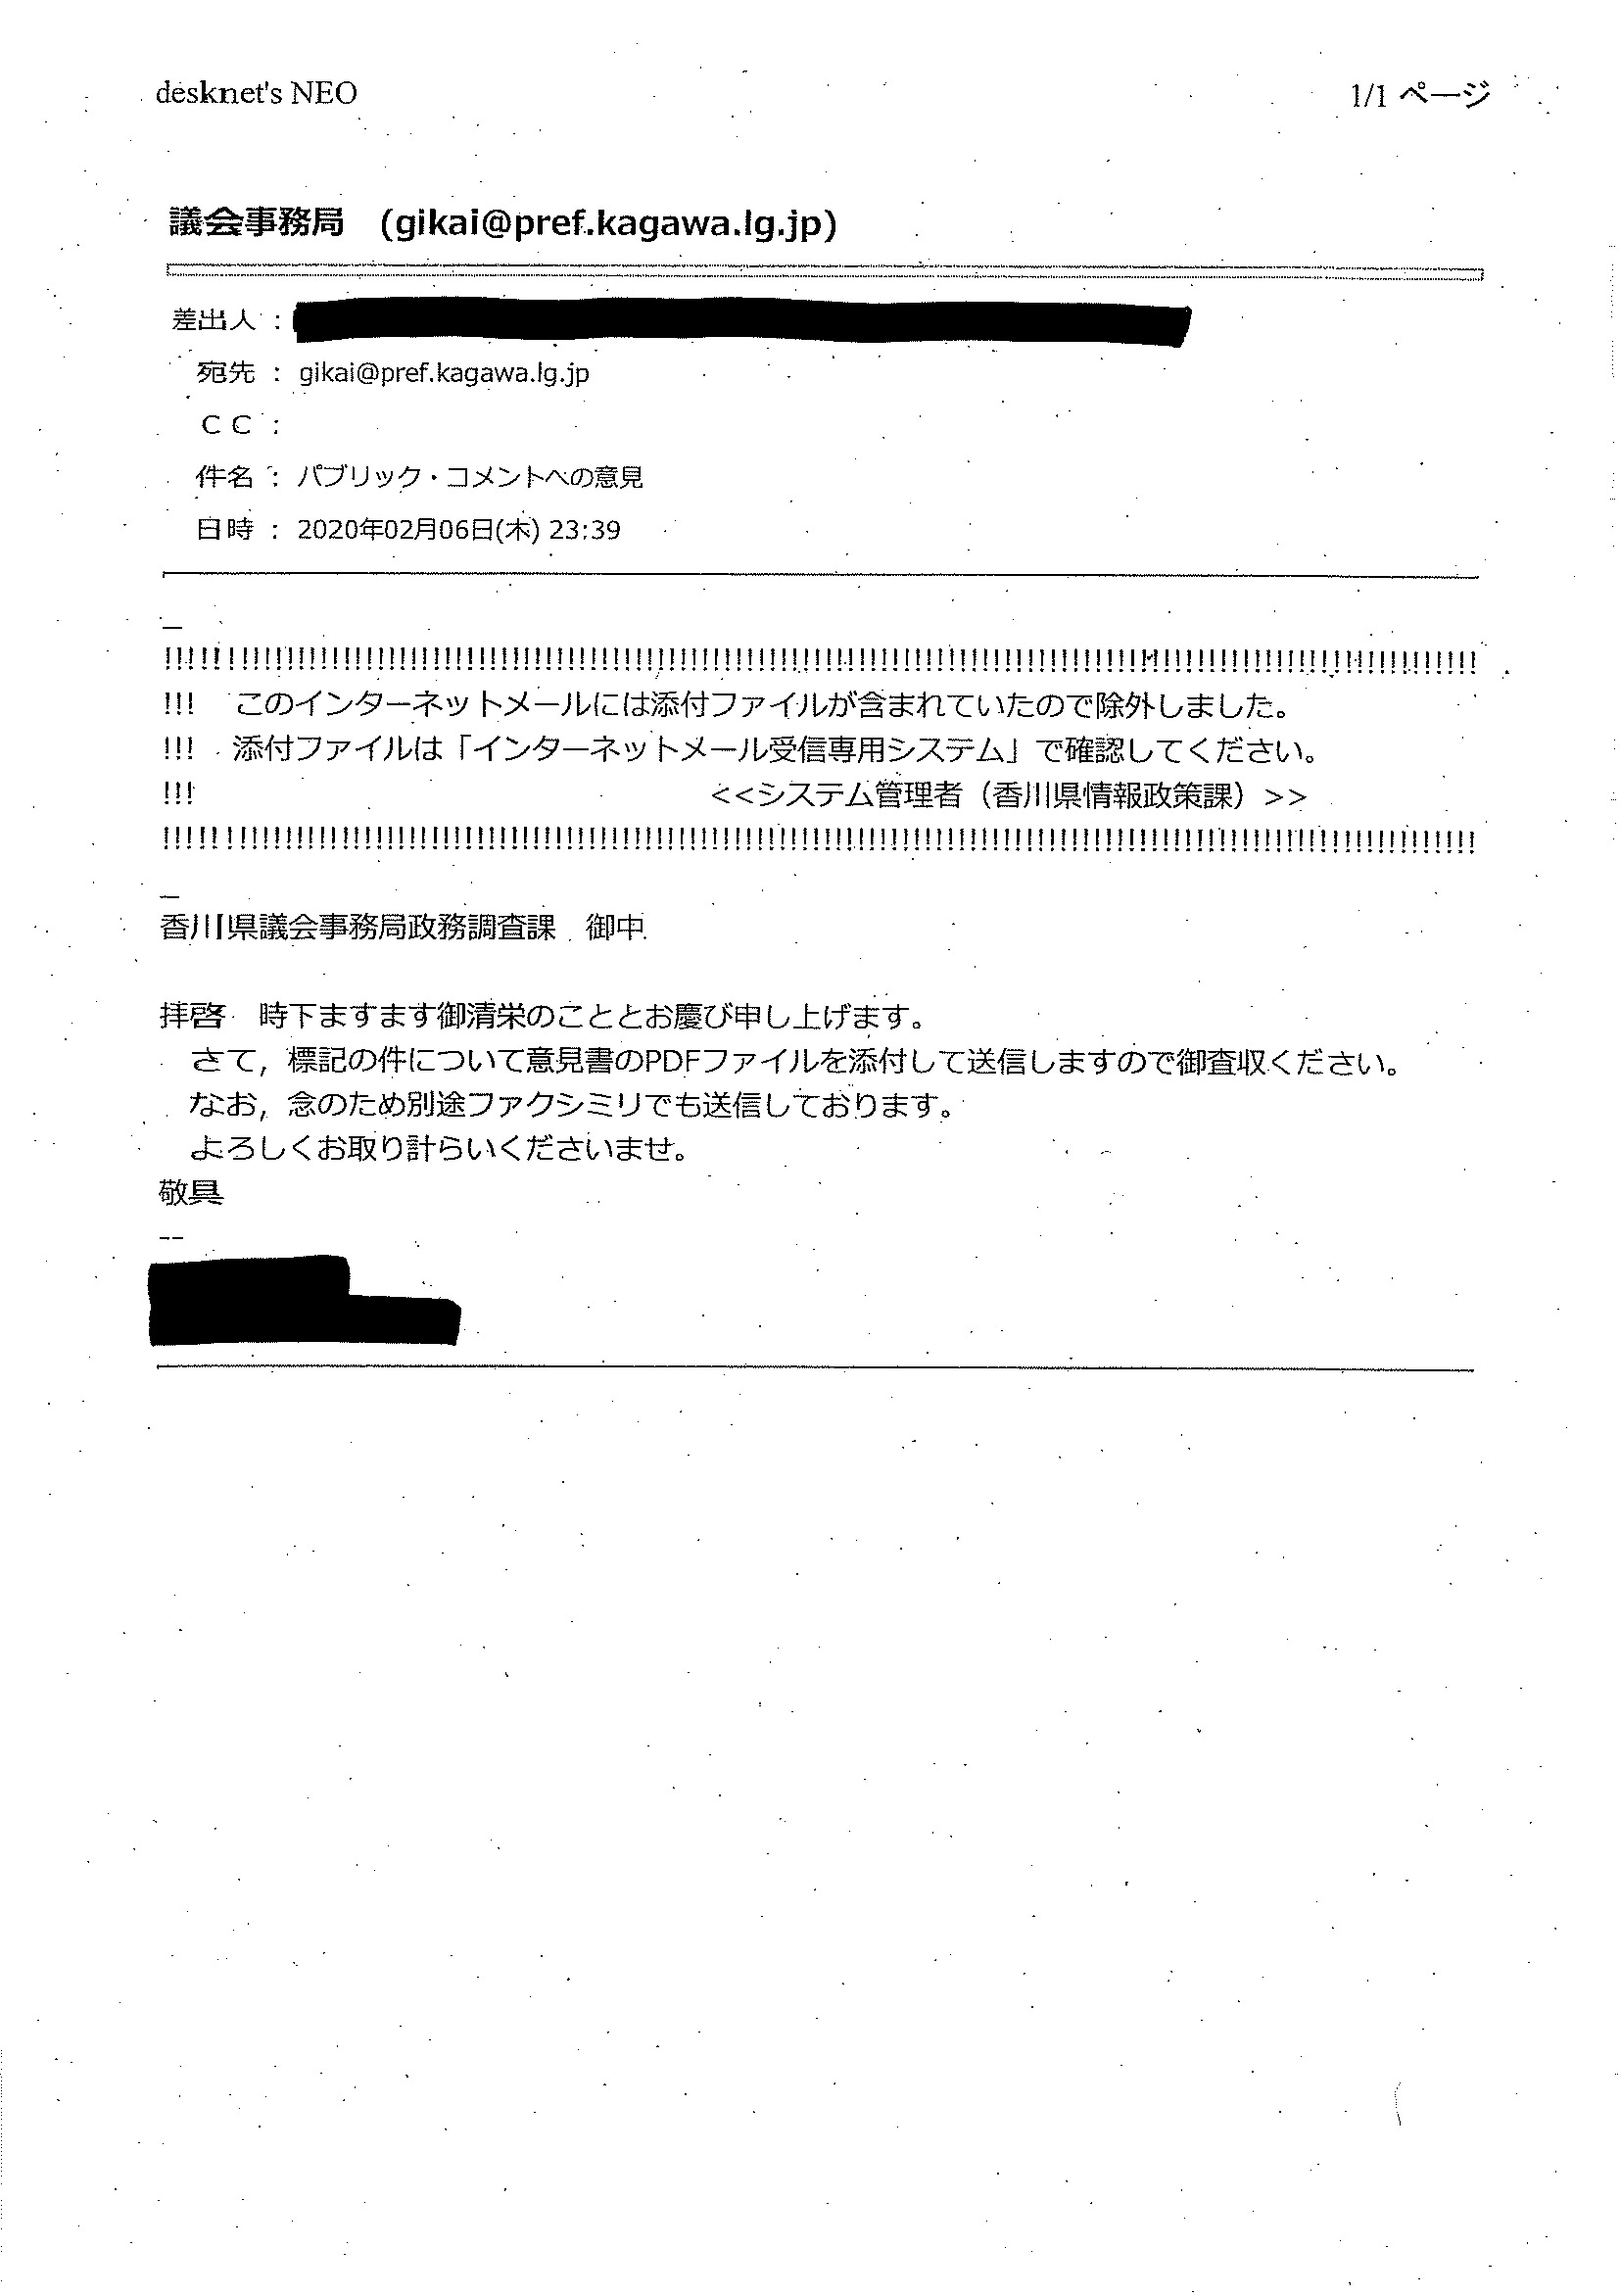 desknet's NEO
1/1 ページ
議会事務局　(gikai@pref.kagawa.lg.jp)
差出人 :
宛先 : gikai@pref.kagawa.lg.jp
ＣＣ :
件名 : パブリック・コメントへの意見
日時 : 2020年02月06日(木) 23:39
!!!!!!!!!!!!!!!!!!!!!!!!!!!!!!!!!!!!!!!!!!!!!!!!!!!!!!!!!!!!!!!!!!!!!!!!!!!!!!!!!!!!!!!!!!!!!!!!!!!!!!!!!!!!
!!!　このインターネットメールには添付ファイルが含まれていたので除外しました。
!!!　添付ファイルは「インターネットメール受信専用システム」で確認してください。
!!!　　　　　　　　　　　　　　　　　<<システム管理者（香川県情報政策課）>>
!!!!!!!!!!!!!!!!!!!!!!!!!!!!!!!!!!!!!!!!!!!!!!!!!!!!!!!!!!!!!!!!!!!!!!!!!!!!!!!!!!!!!!!!!!!!!!!!!!!!!!!!!!!!
香川県議会事務局政務調査課　御中
拝啓　時下ますます御清栄のこととお慶び申し上げます。
　さて，標記の件について意見書のPDFファイルを添付して送信しますので御査収ください。
　なお，念のため別途ファクシミリでも送信しております。
　よろしくお取り計らいくださいませ。
敬具
--